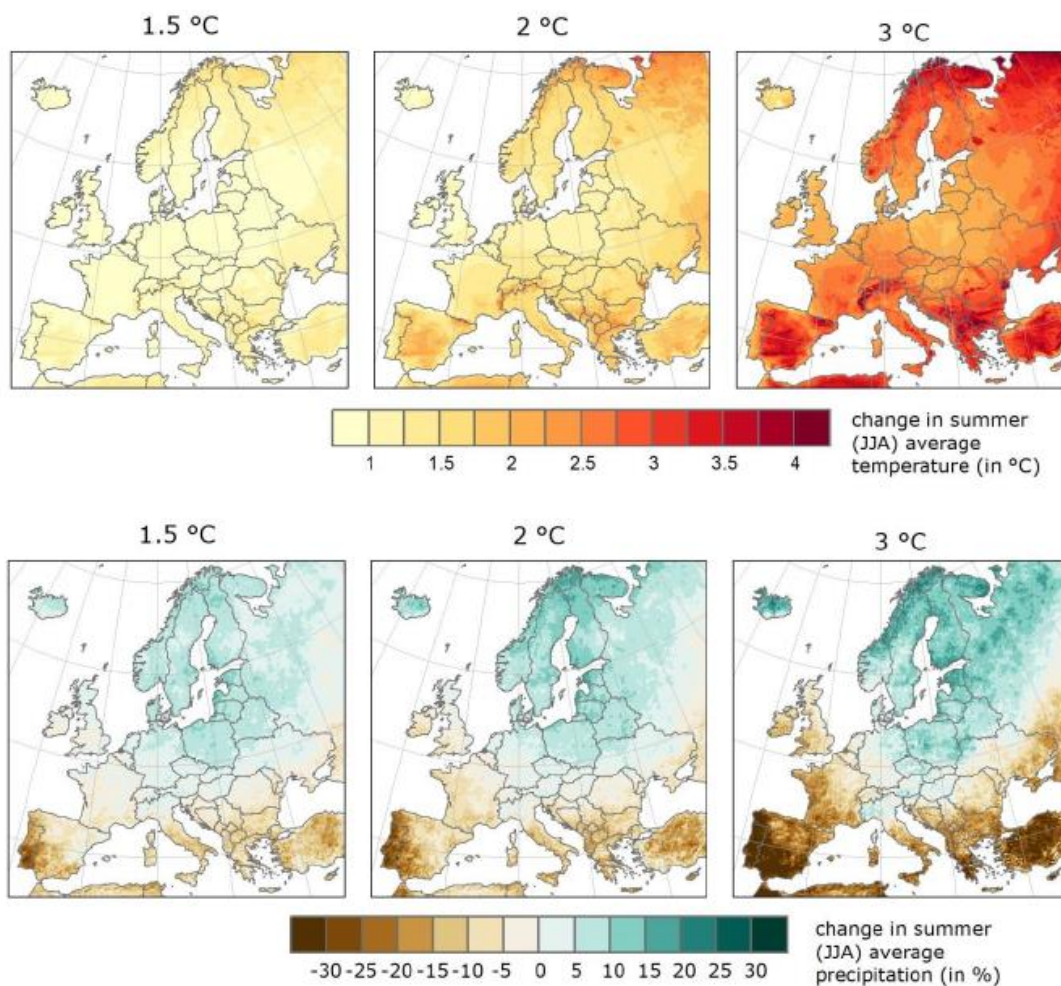 1.5 °C
2 °C
3 °C
1
1.5
2
2.5
3
3.5
4
change in summer
(JJA) average
temperature (in °C)
1.5 °C
2 °C
3 °C
-30
-25
-20
-15
-10
-5
0
5
10
15
20
25
30
change in summer
(JJA) average
precipitation (in %)